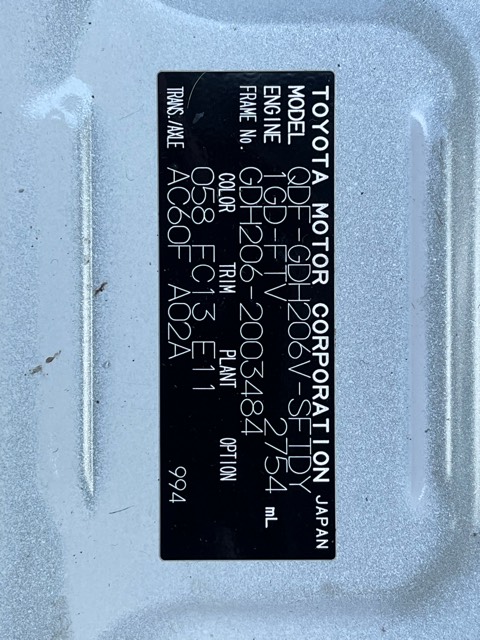 TOYOTA MOTOR CORPORATION JAPAN
MODEL QDF-GDH206V-SFTDY
ENGINE 1GD-FTV 2754 mL
FRAME No. GDH206-2003484
COLOR TRIM PLANT OPTION
058 FC13 E11
TRANS./AXLE AC60F A02A 994